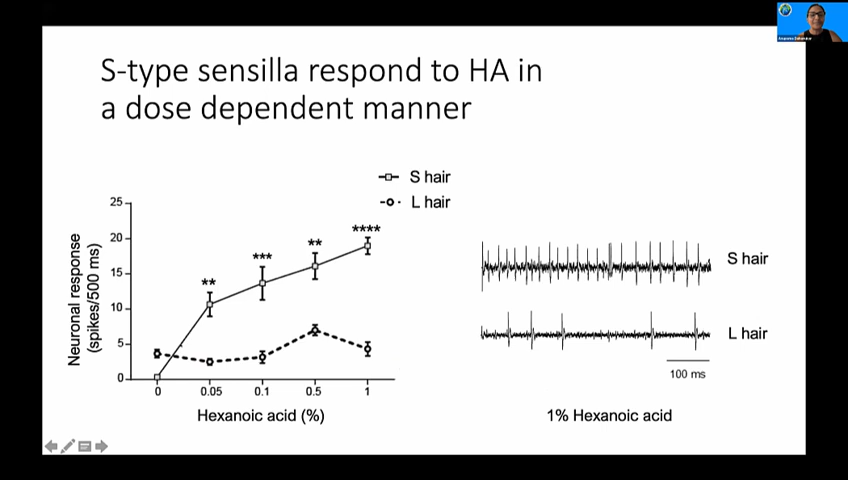 S-type sensilla respond to HA in
a dose dependent manner
S hair
L hair
Neuronal response
(spikes/500 ms)
25
20
15
10
5
0
**
***
**
****
0 0.05 0.1 0.5 1
Hexanoic acid (%)
S hair
L hair
100 ms
1% Hexanoic acid